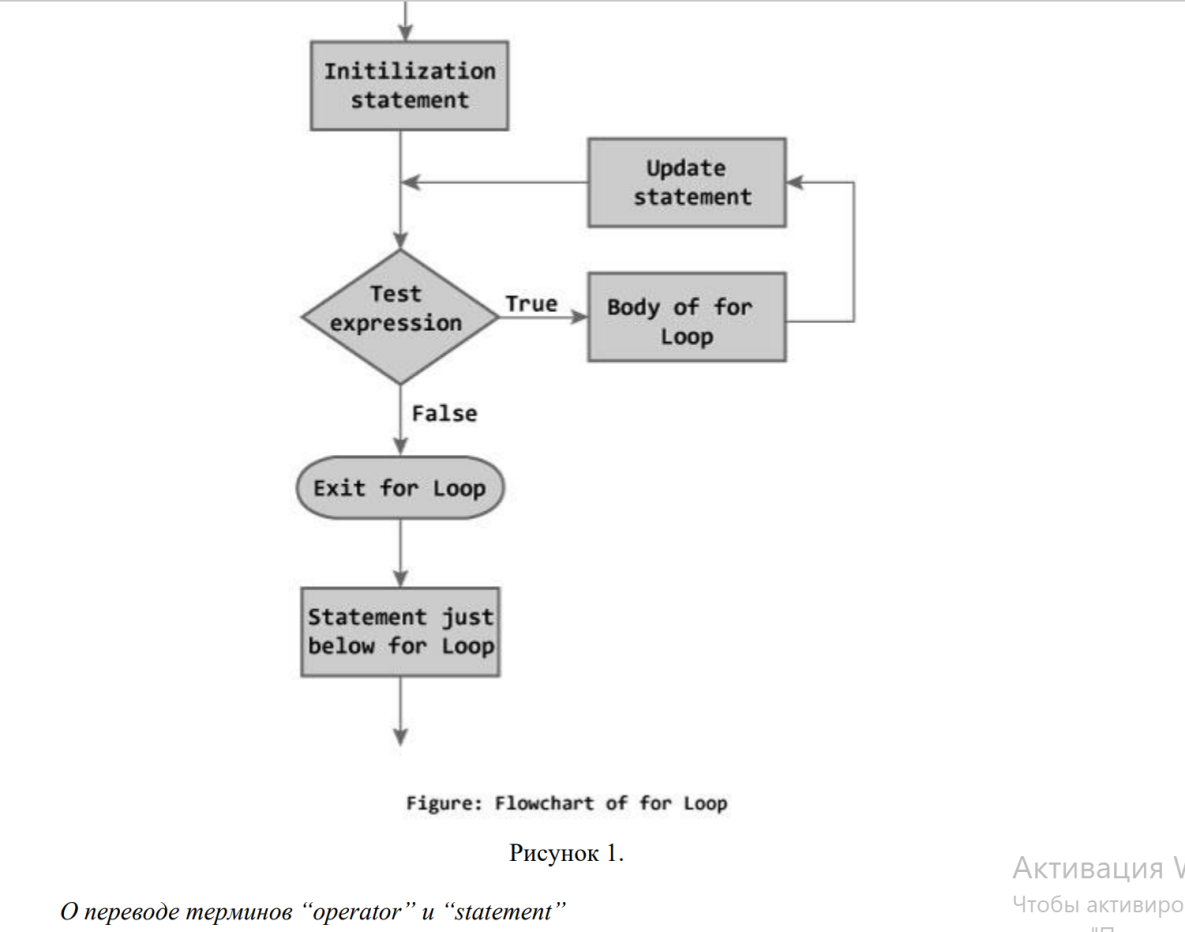 Initilization
statement
Update
statement
Test
expression
True
Body of for
Loop
False
Exit for Loop
Statement just
below for Loop
Figure: Flowchart of for Loop
Рисунок 1.
Активация
Чтобы активиро
О переводе терминов “operator” и “statement”